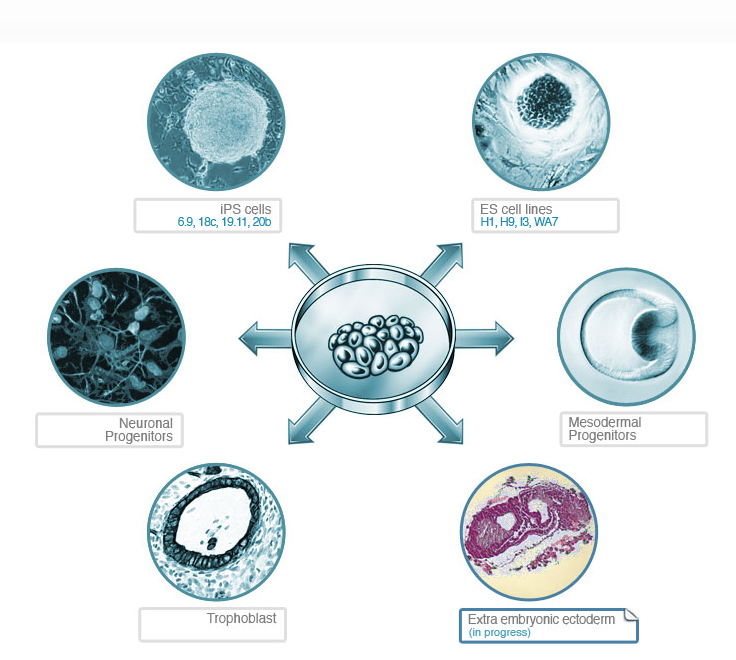 iPS cells
6.9, 18c, 19.11, 20b
ES cell lines
H1, H9, I3, WA7
Neuronal
Progenitors
Mesodermal
Progenitors
Trophoblast
Extra embryonic ectoderm
(in progress)